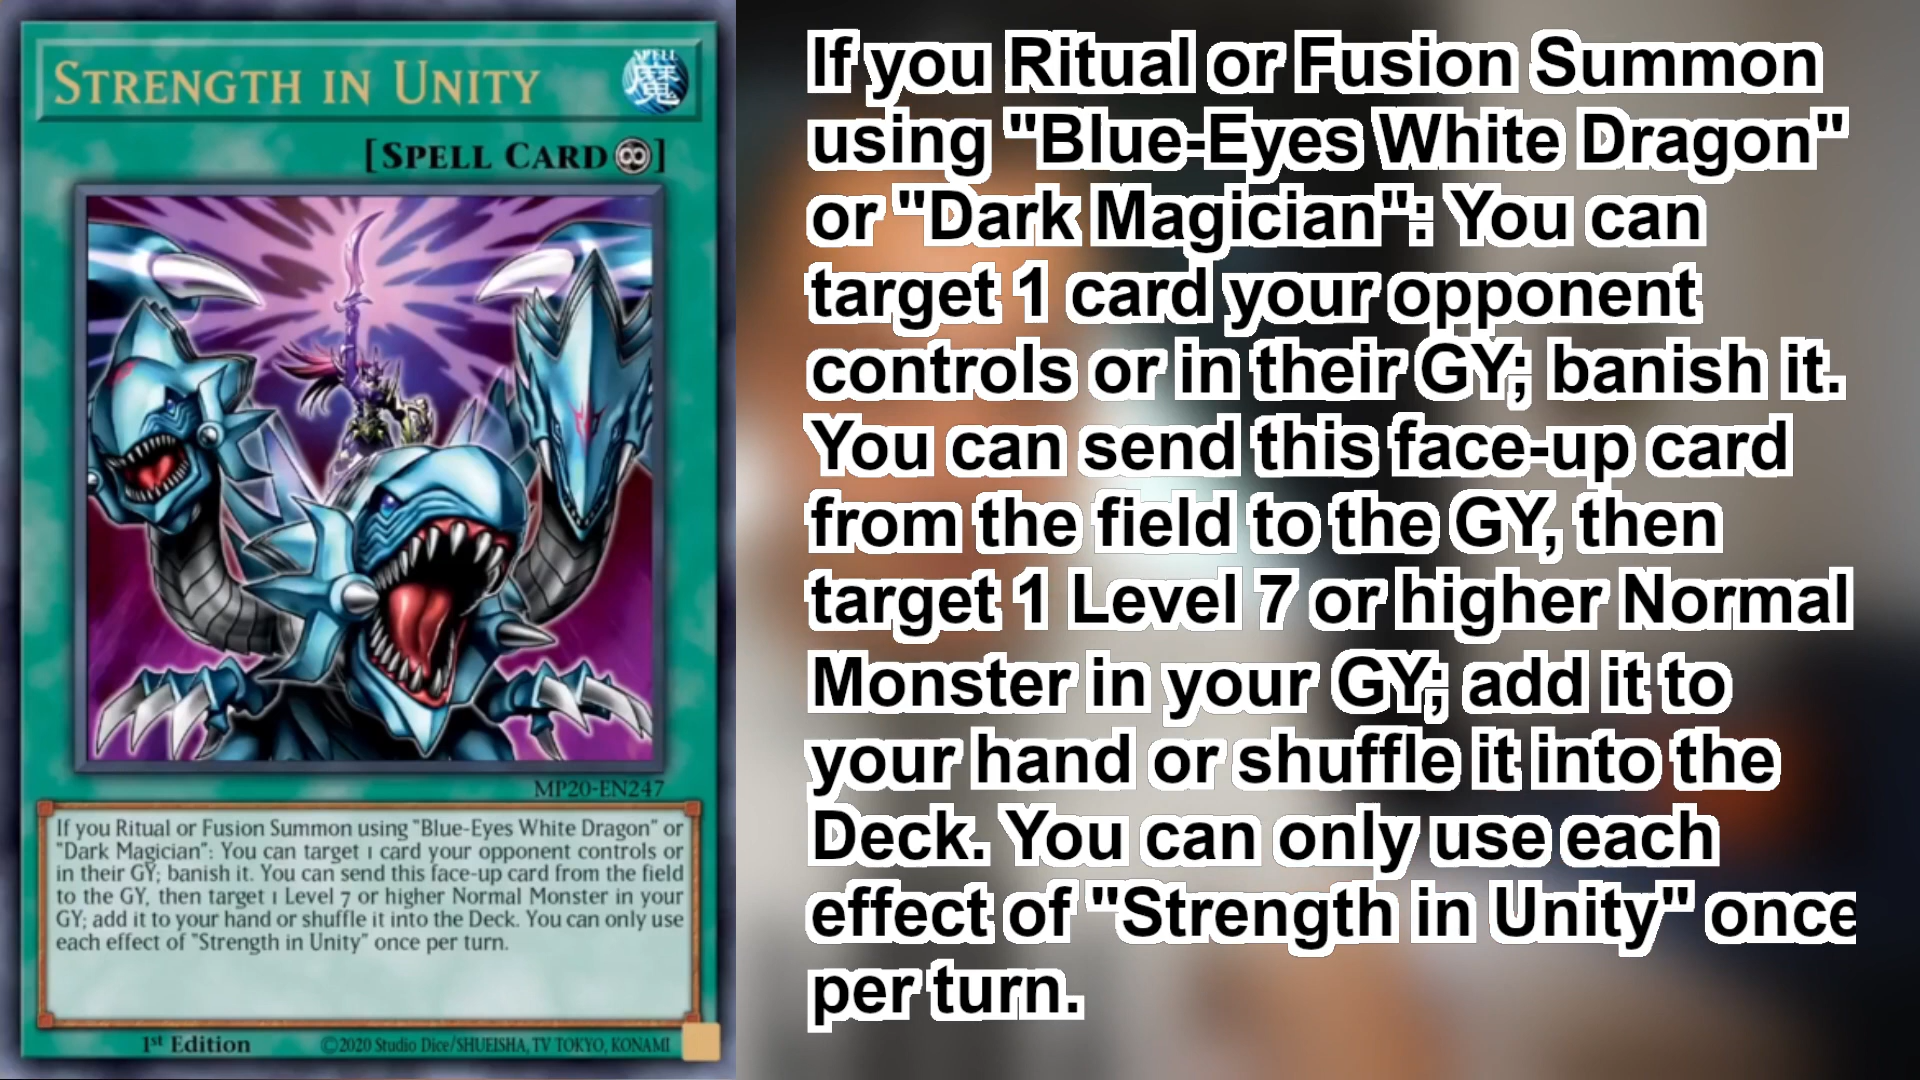 STRENGTH IN UNITY
SPELL
魔
[SPELL CARD∞]
MP20-EN247
If you Ritual or Fusion Summon using "Blue-Eyes White Dragon" or
"Dark Magician": You can target 1 card your opponent controls or
in their GY; banish it. You can send this face-up card from the field
to the GY, then target 1 Level 7 or higher Normal Monster in your
GY; add it to your hand or shuffle it into the Deck. You can only use
each effect of "Strength in Unity" once per turn.
1st Edition
©2020 Studio Dice/SHUEISHA, TV TOKYO, KONAMI
If you Ritual or Fusion Summon
using "Blue-Eyes White Dragon"
or "Dark Magician": You can
target 1 card your opponent
controls or in their GY; banish it.
You can send this face-up card
from the field to the GY, then
target 1 Level 7 or higher Normal
Monster in your GY; add it to
your hand or shuffle it into the
Deck. You can only use each
effect of "Strength in Unity" once
per turn.